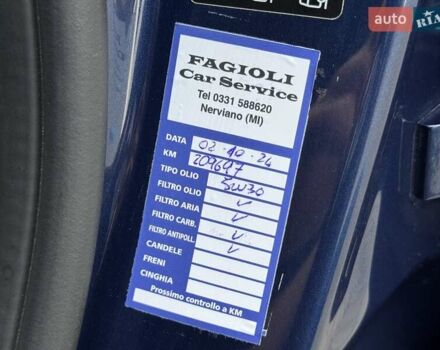 auto RIA
FAGIOLI
Car Service
Tel 0331 588620
Nerviano (MI)
DATA 02·10·24
KM 209697
TIPO OLIO 5W30
FILTRO OLIO ✓
FILTRO ARIA ✓
FILTRO CARB. ✓
FILTRO ANTIPOLL. ✓
CANDELE
FRENI
CINGHIA
Prossimo controllo a KM